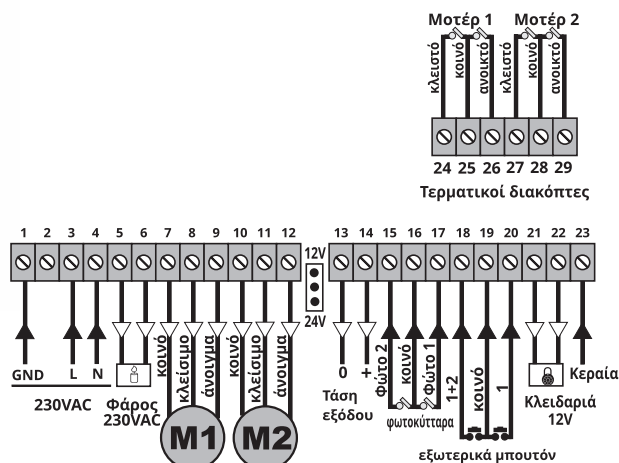 Μοτέρ 1 Μοτέρ 2
κλειστό κοινό ανοικτό κλειστό κοινό ανοικτό
24 25 26 27 28 29
Τερματικοί διακόπτες
1 2 3 4 5 6 7 8 9 10 11 12 13 14 15 16 17 18 19 20 21 22 23
12V
24V
GND L N
230VAC
Φάρος
230VAC
κοινό κλείσιμο άνοιγμα κοινό κλείσιμο άνοιγμα
M1 M2
0 +
Τάση
εξόδου
Φώτο 2 κοινό Φώτο 1
φωτοκύτταρα
1+2 κοινό 1
εξωτερικά μπουτόν
Κλειδαριά
12V
Κεραία